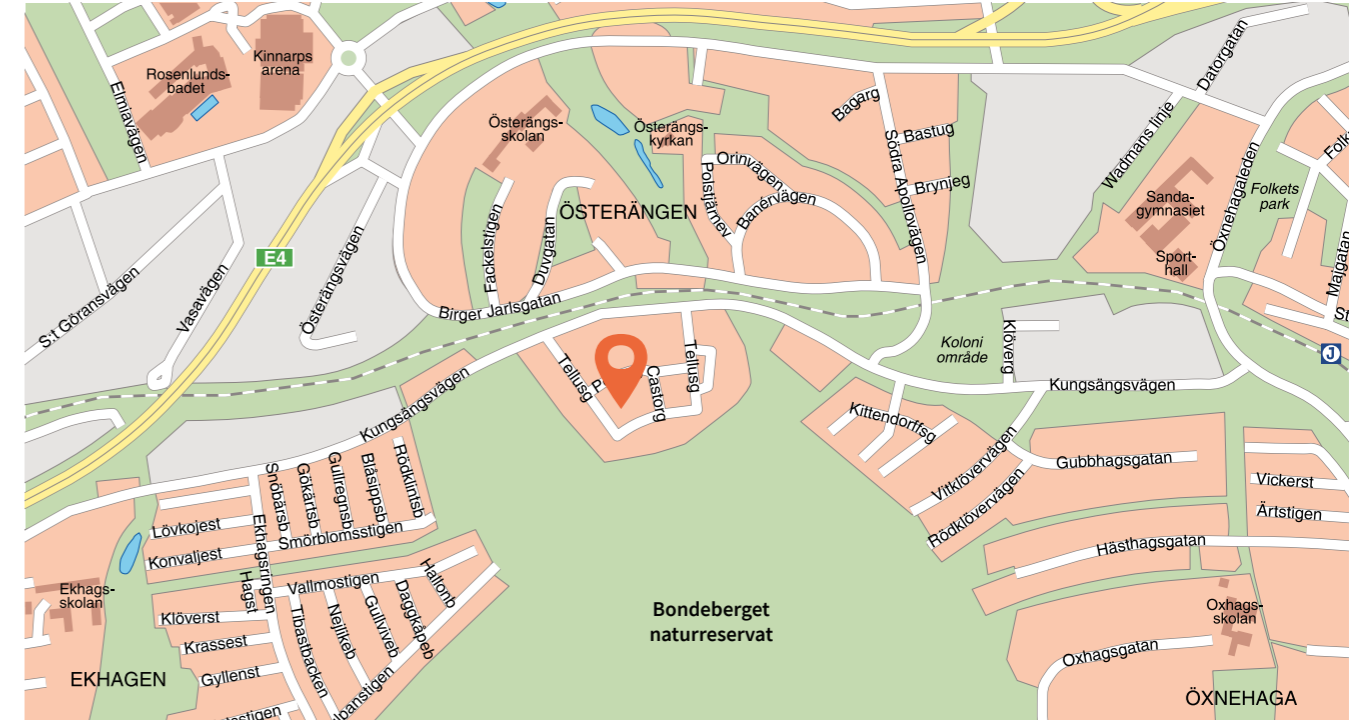 Elmiavägen
Rosenlunds-
badet
Kinnarps
arena
Österängs-
skolan
Österängs-
kyrkan
Bagarg
Bastug
Södra Apollovägen
Brynjeg
Wadmans linje
Datorgatan
Sanda-
gymnasiet
Sport-
hall
Öxnehagaleden
Folkets
park
Majgatan
J
Orinvägen
Polstjärnev
Banérvägen
ÖSTERÄNGEN
Fackelstigen
Duvgatan
E4
S:t Göransvägen
Vasavägen
Österängsvägen
Birger Jarlsgatan
Kungsängsvägen
Tellusg
Castorg
Tellusg
Koloni
område
Klöverg
Kungsängsvägen
Kittendorffsg
Vitklövervägen
Rödklövervägen
Gubbhagsgatan
Vickerst
Ärtstigen
Hästhagsgatan
Snöbärsb
Gökärtsb
Gullregnsb
Blåsippsb
Rödklintsb
Lövkojest
Konvaljest
Ekhagsringen
Smörblomsstigen
Ekhags-
skolan
Hagst
Vallmostigen
Klöverst
Krassest
Gyllenst
Tibastbacken
Nejlikeb
Gullviveb
Daggkåpeb
Hallonb
EKHAGEN
Bondeberget
naturreservat
Oxhags-
skolan
Oxhagsgatan
ÖXNEHAGA